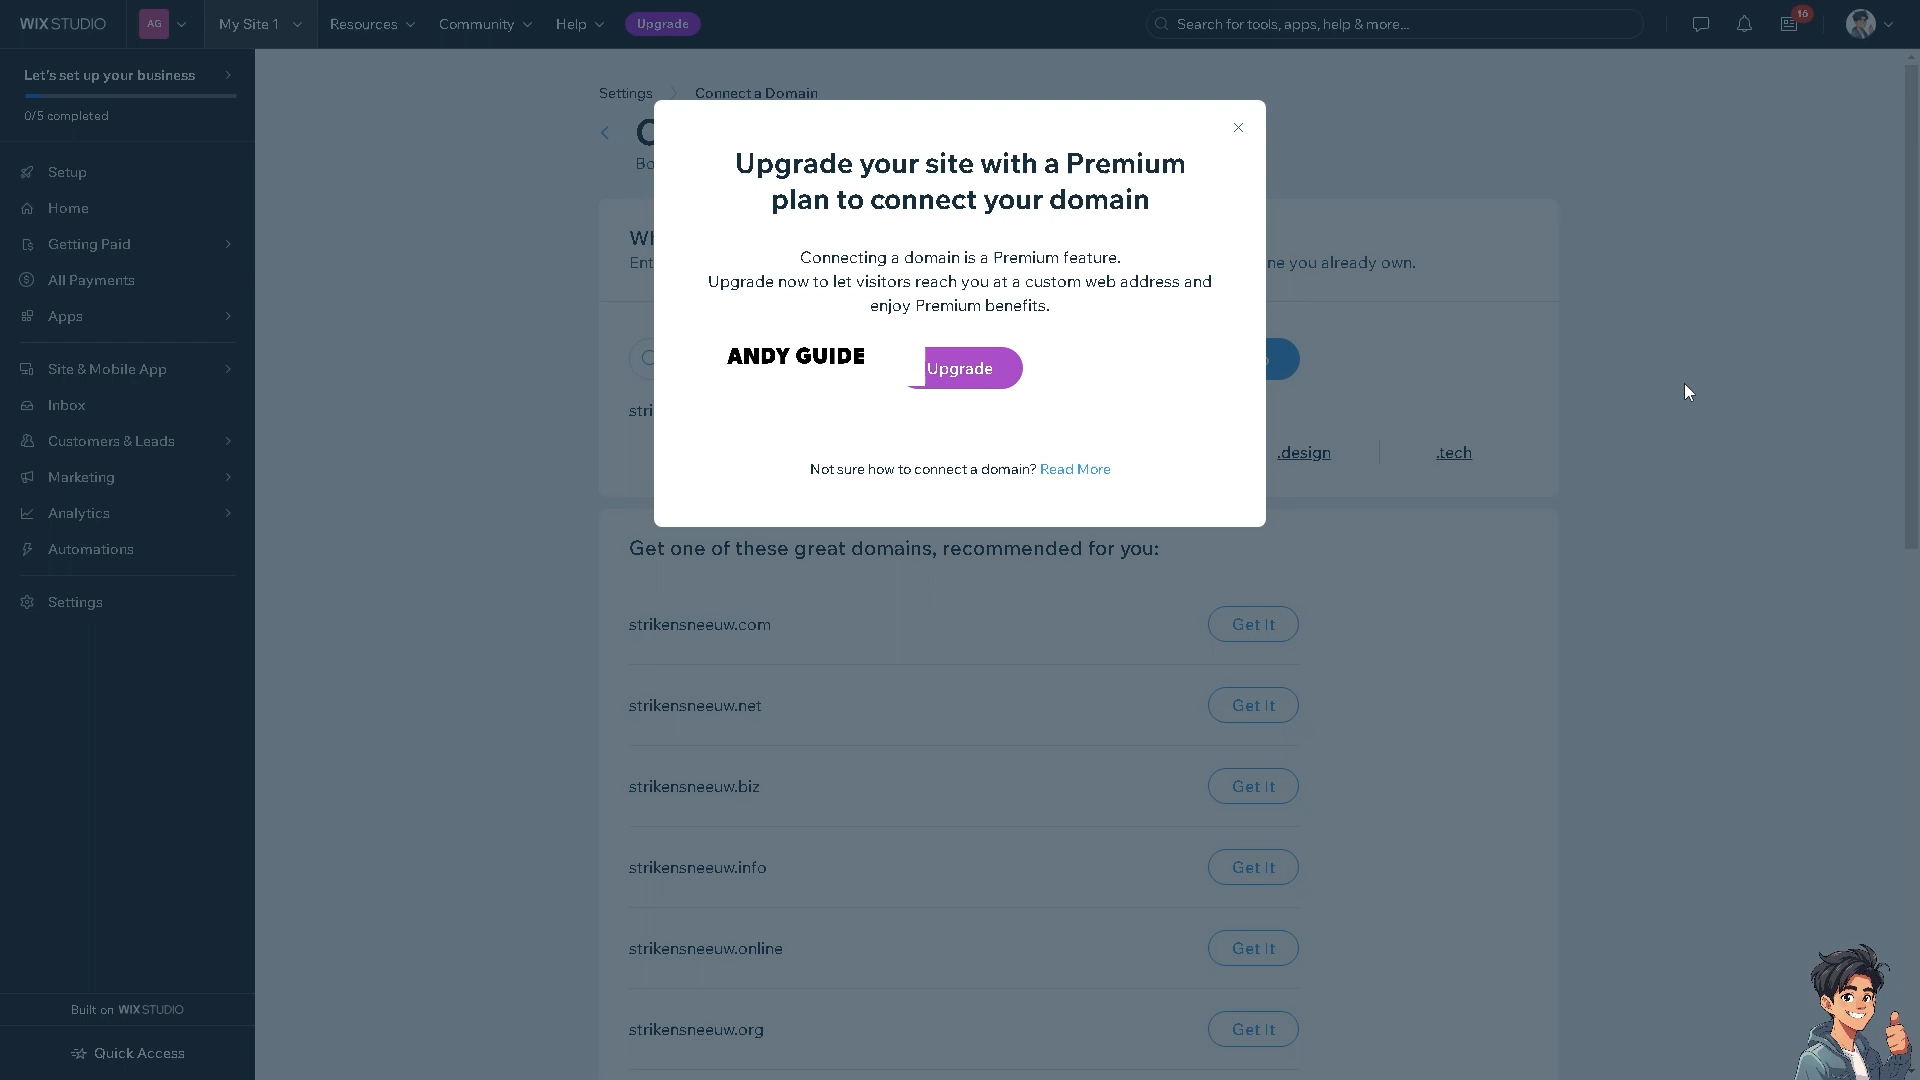 WIX STUDIO
AG
My Site 1
Resources
Community
Help
Upgrade
Search for tools, apps, help & more...
16
Let's set up your business
0/5 completed
Setup
Home
Getting Paid
All Payments
Apps
Site & Mobile App
Inbox
Customers & Leads
Marketing
Analytics
Automations
Settings
Built on WIX STUDIO
Quick Access
Settings
Connect a Domain
Upgrade your site with a Premium
plan to connect your domain
Connecting a domain is a Premium feature.
Upgrade now to let visitors reach you at a custom web address and
enjoy Premium benefits.
ANDY GUIDE
Upgrade
Not sure how to connect a domain? Read More
you already own.
.design
.tech
Get one of these great domains, recommended for you:
strikensneeuw.com
Get It
strikensneeuw.net
Get It
strikensneeuw.biz
Get It
strikensneeuw.info
Get It
strikensneeuw.online
Get It
strikensneeuw.org
Get It